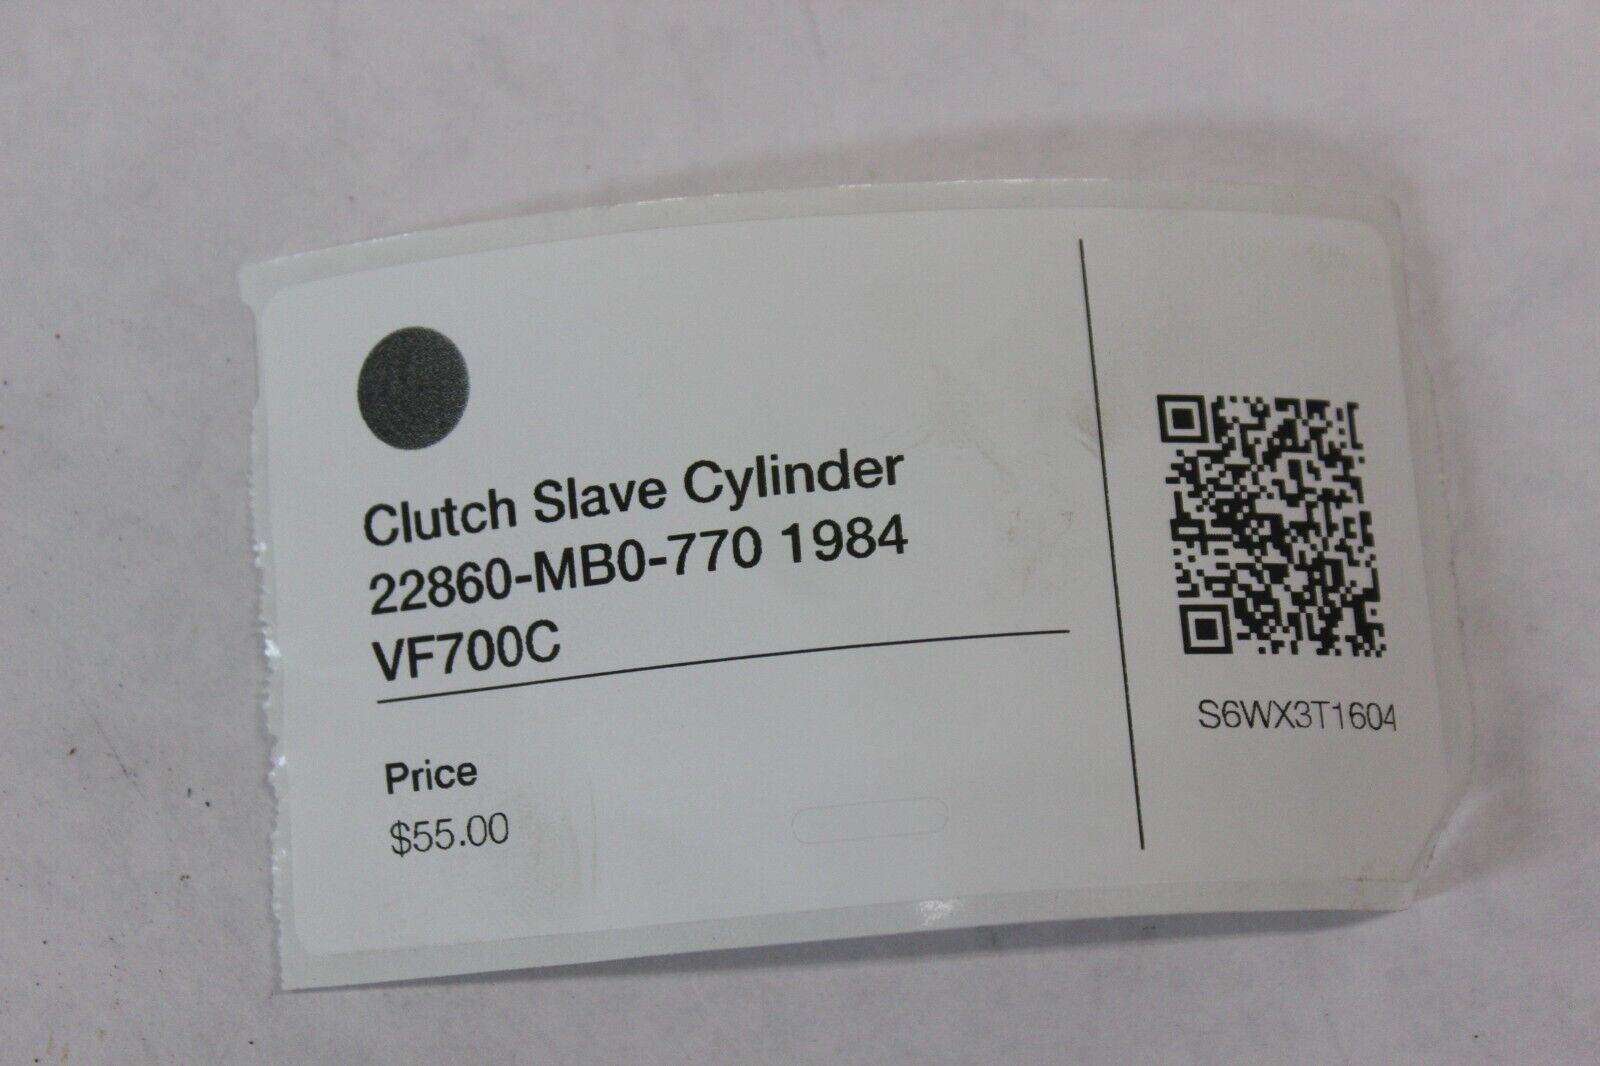 Clutch Slave Cylinder
22860-MB0-770 1984
VF700C
Price
$55.00
S6WX3T1604